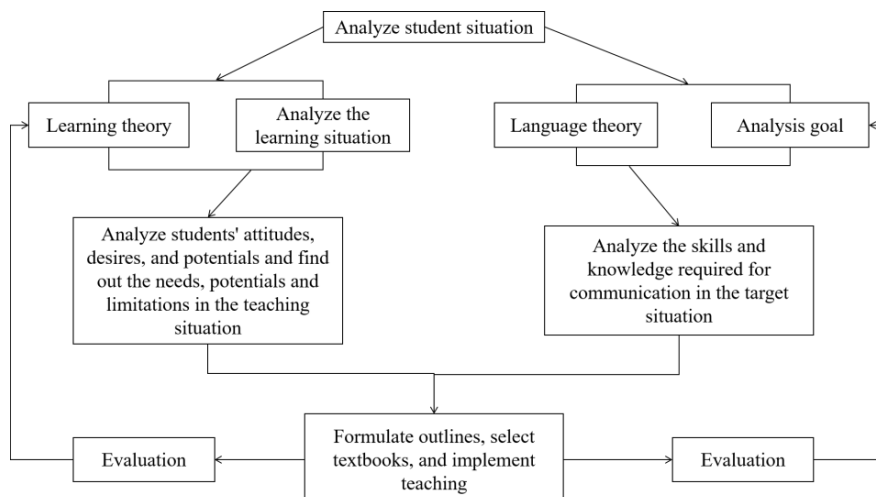 Analyze student situation
Learning theory
Analyze the
learning situation
Language theory
Analysis goal
Analyze students' attitudes,
desires, and potentials and find
out the needs, potentials and
limitations in the teaching
situation
Analyze the skills and
knowledge required for
communication in the target
situation
Evaluation
Formulate outlines, select
textbooks, and implement
teaching
Evaluation